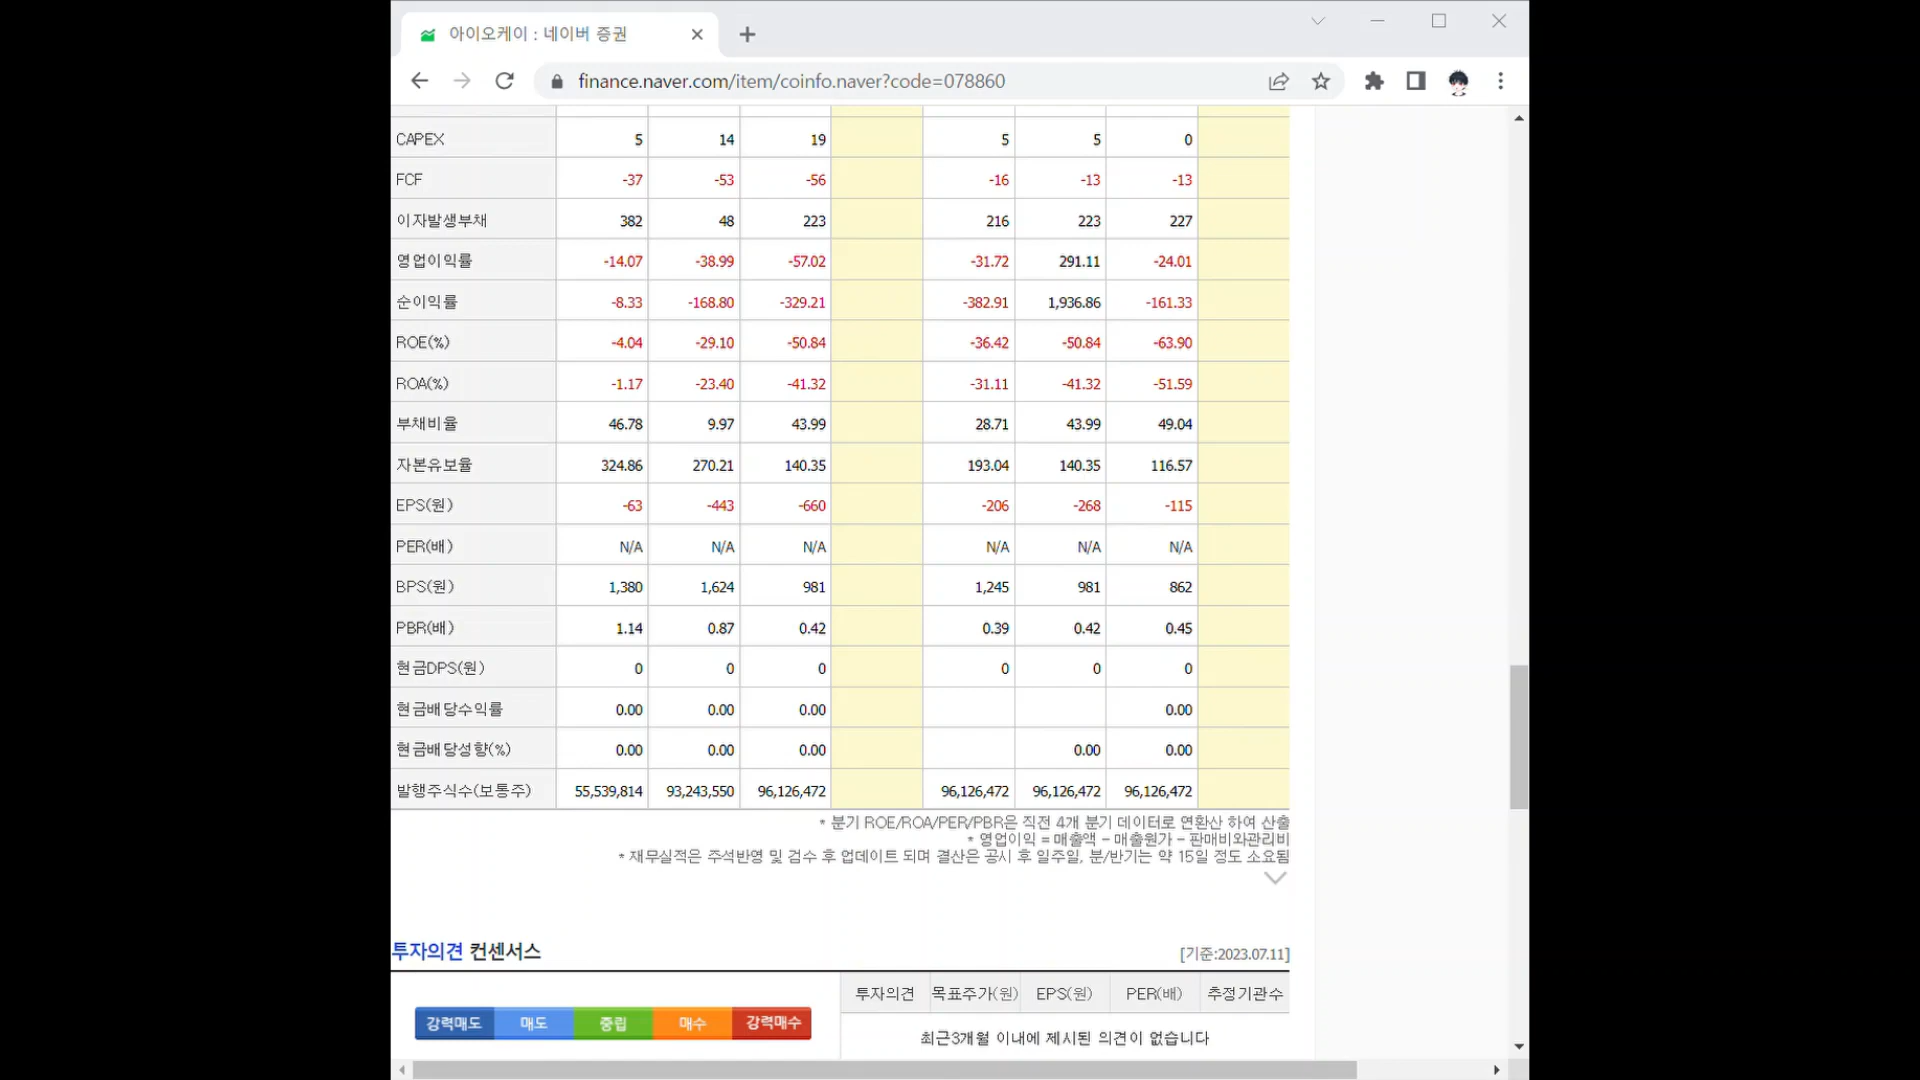 아이오케이 : 네이버 증권
finance.naver.com/item/coinfo.naver?code=078860
CAPEX 5 14 19 5 5 0
FCF -37 -53 -56 -16 -13 -13
이자발생부채 382 48 223 216 223 227
영업이익률 -14.07 -38.99 -57.02 -31.72 291.11 -24.01
순이익률 -8.33 -168.80 -329.21 -382.91 1,936.86 -161.33
ROE(%) -4.04 -29.10 -50.84 -36.42 -50.84 -63.90
ROA(%) -1.17 -23.40 -41.32 -31.11 -41.32 -51.59
부채비율 46.78 9.97 43.99 28.71 43.99 49.04
자본유보율 324.86 270.21 140.35 193.04 140.35 116.57
EPS(원) -63 -443 -660 -206 -268 -115
PER(배) N/A N/A N/A N/A N/A N/A
BPS(원) 1,380 1,624 981 1,245 981 862
PBR(배) 1.14 0.87 0.42 0.39 0.42 0.45
현금DPS(원) 0 0 0 0 0 0
현금배당수익률 0.00 0.00 0.00 0.00
현금배당성향(%) 0.00 0.00 0.00 0.00 0.00
발행주식수(보통주) 55,539,814 93,243,550 96,126,472 96,126,472 96,126,472 96,126,472
* 분기 ROE/ROA/PER/PBR은 직전 4개 분기 데이터로 연환산 하여 산출
* 영업이익 = 매출액 - 매출원가 - 판매비와관리비
* 재무실적은 주석반영 및 검수 후 업데이트 되며 결산은 공시 후 일주일, 분/반기는 약 15일 정도 소요됨
투자의견 컨센서스 [기준:2023.07.11]
투자의견 목표주가(원) EPS(원) PER(배) 추정기관수
강력매도 매도 중립 매수 강력매수
최근3개월 이내에 제시된 의견이 없습니다